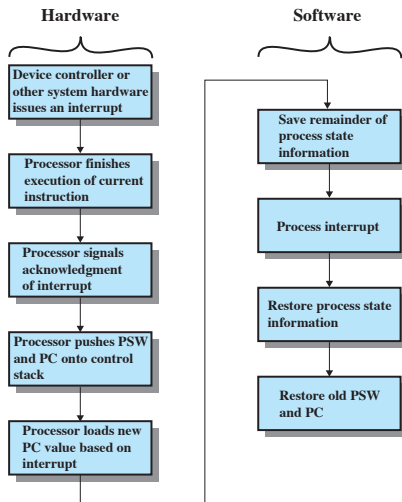 Hardware
Device controller or
other system hardware
issues an interrupt
Processor finishes
execution of current
instruction
Processor signals
acknowledgment
of interrupt
Processor pushes PSW
and PC onto control
stack
Processor loads new
PC value based on
interrupt
Software
Save remainder of
process state
information
Process interrupt
Restore process state
information
Restore old PSW
and PC